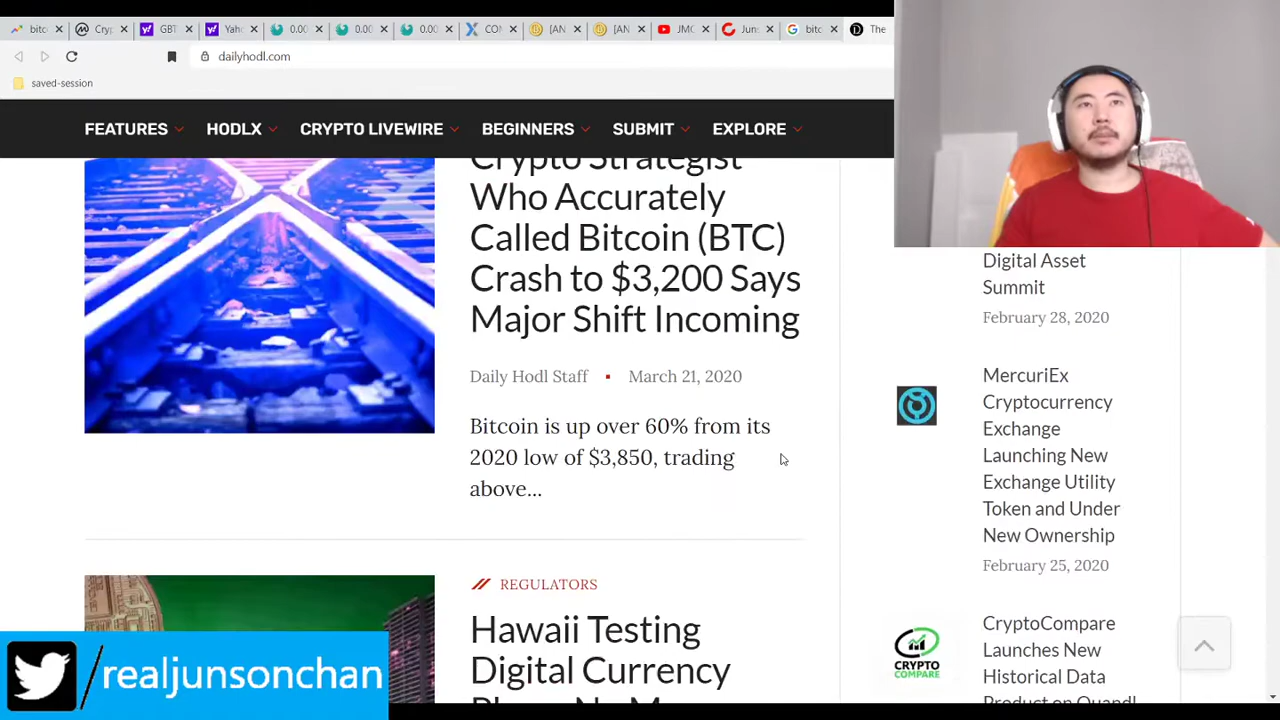 bitc
Cryp
GBT
Yaho
0.00
0.00
0.00
CON
[AN
[AN
JMC
Juns
bitc
The
dailyhodl.com
saved-session
FEATURES
HODLX
CRYPTO LIVEWIRE
BEGINNERS
SUBMIT
EXPLORE
Crypto Strategist
Who Accurately
Called Bitcoin (BTC)
Crash to $3,200 Says
Major Shift Incoming
Daily Hodl Staff
March 21, 2020
Bitcoin is up over 60% from its
2020 low of $3,850, trading
above...
REGULATORS
Hawaii Testing
Digital Currency
Digital Asset
Summit
February 28, 2020
MercuriEx
Cryptocurrency
Exchange
Launching New
Exchange Utility
Token and Under
New Ownership
February 25, 2020
CRYPTO
COMPARE
CryptoCompare
Launches New
Historical Data
Product on Quandl
/realjunsonchan